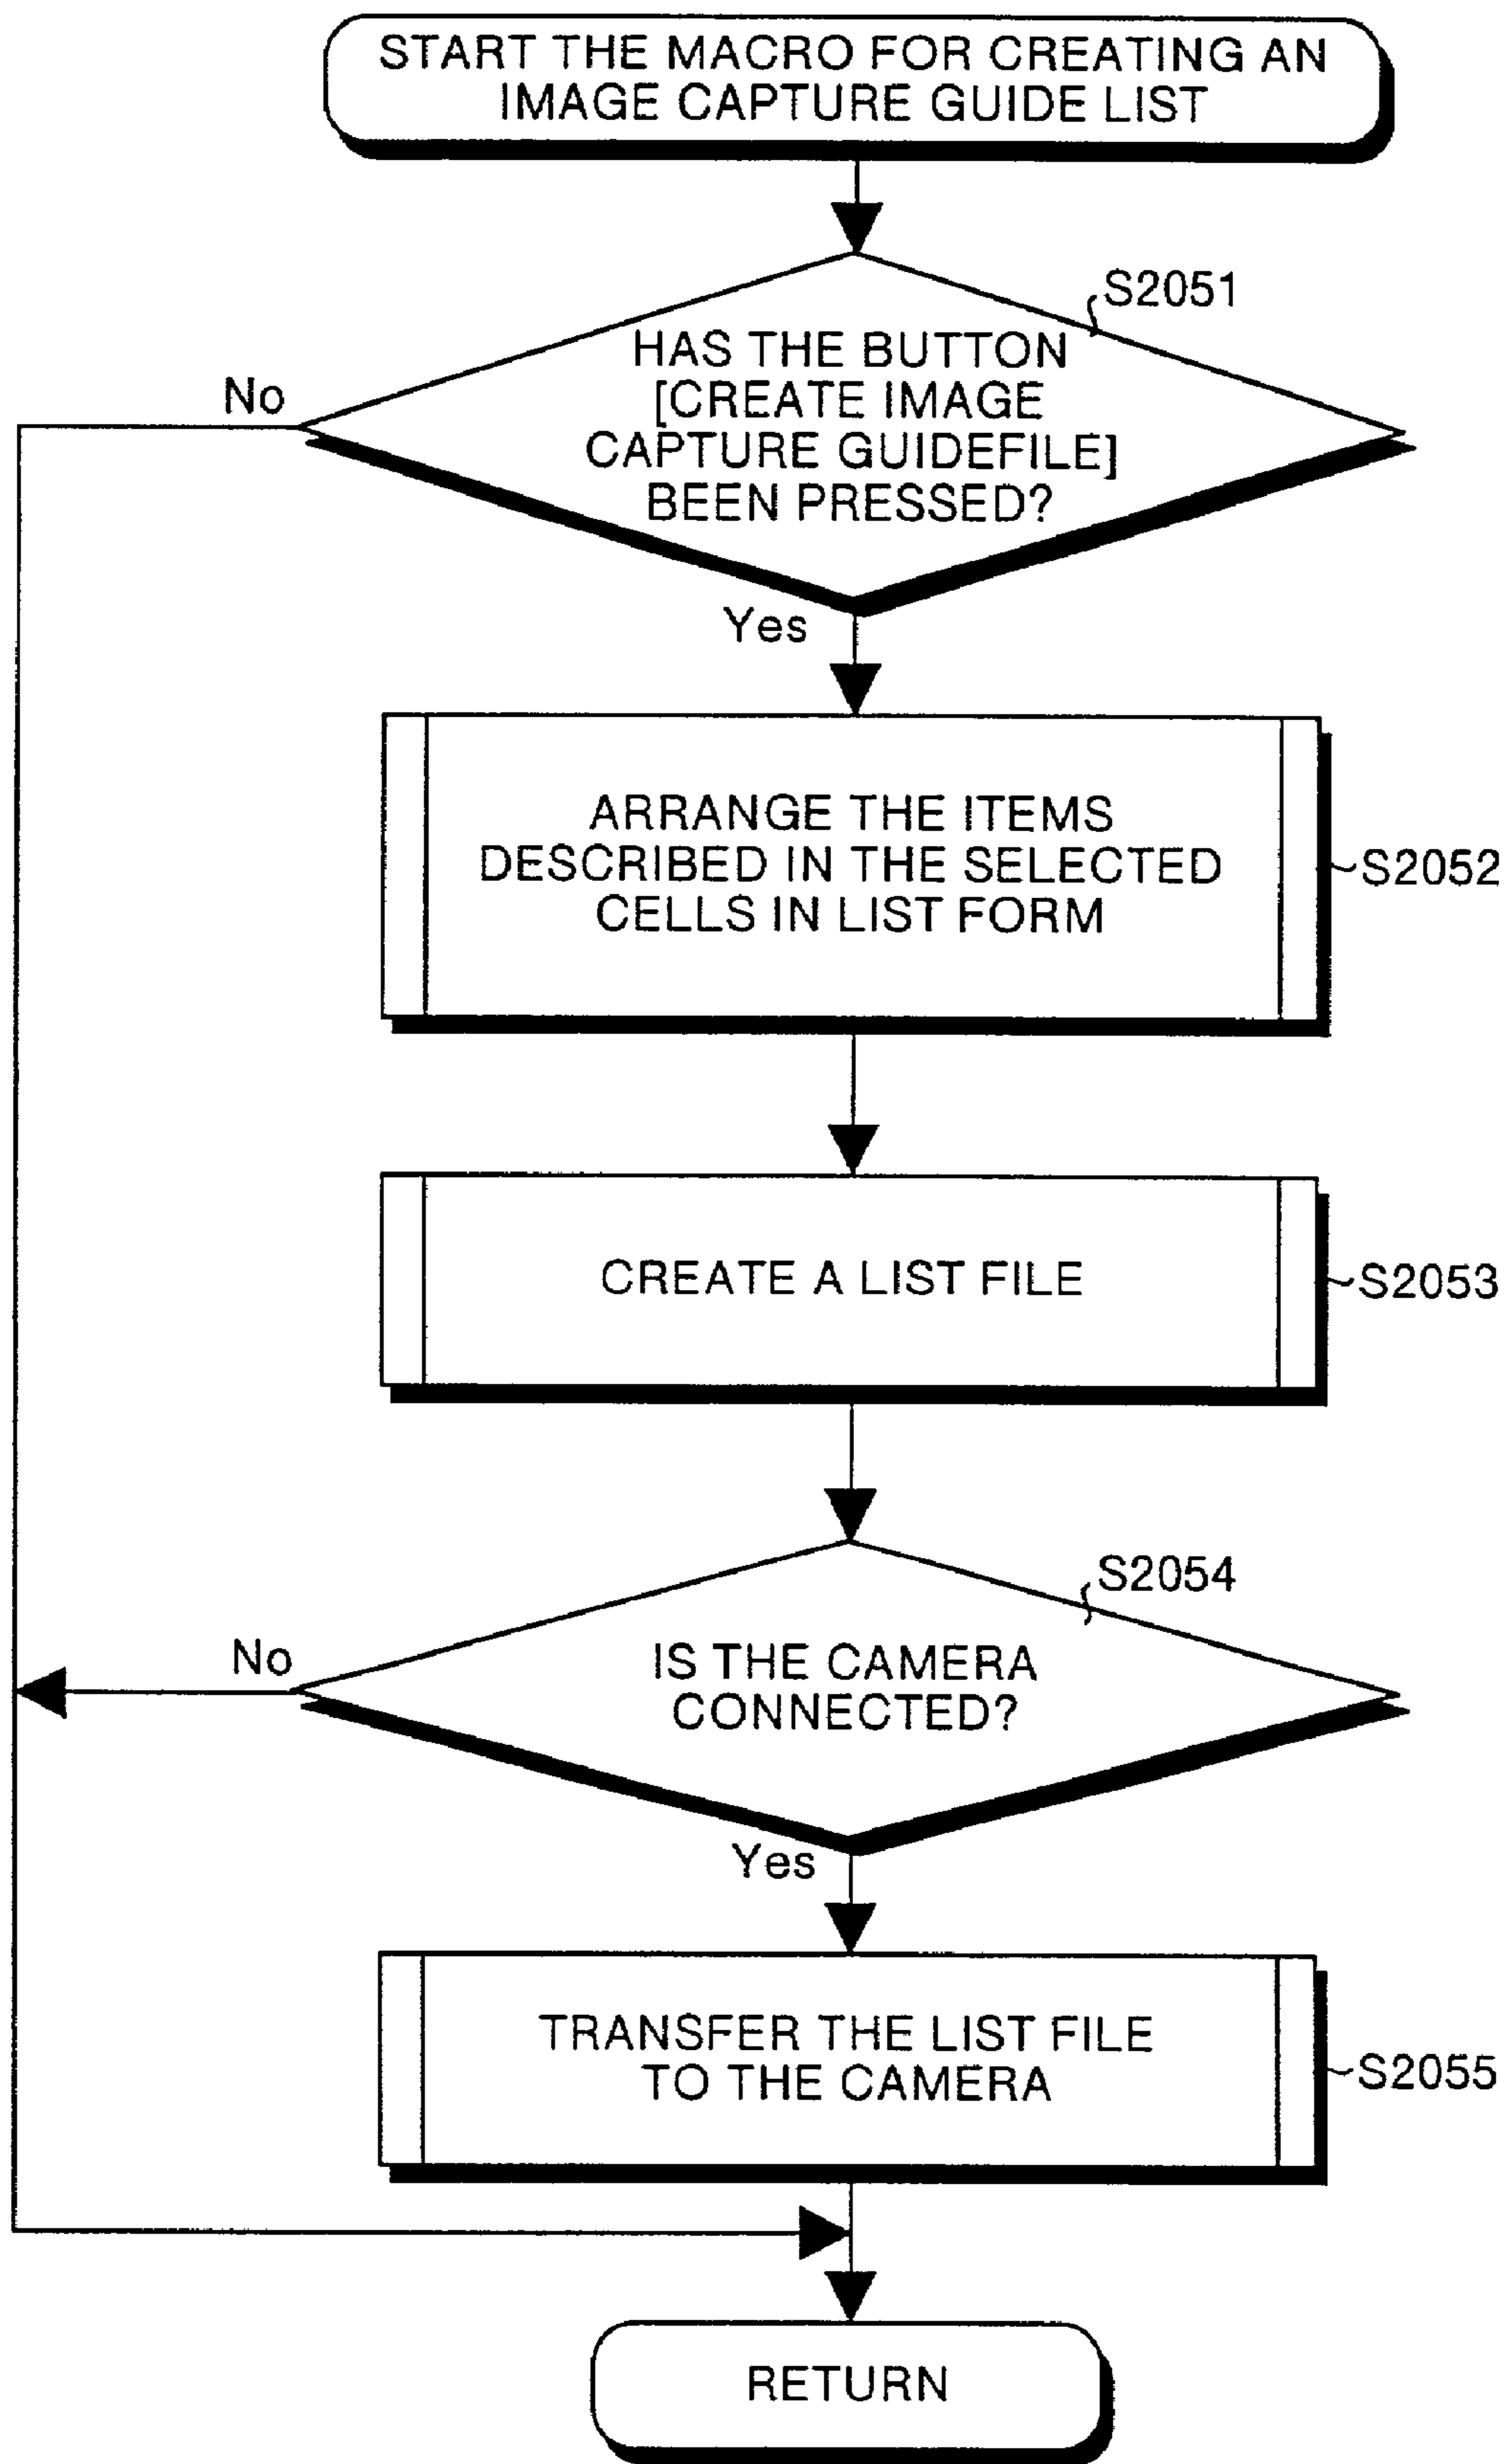 START THE MACRO FOR CREATING AN
IMAGE CAPTURE GUIDE LIST
S2051
HAS THE BUTTON
[CREATE IMAGE
CAPTURE GUIDEFILE]
BEEN PRESSED?
No
Yes
ARRANGE THE ITEMS
DESCRIBED IN THE SELECTED
CELLS IN LIST FORM
S2052
CREATE A LIST FILE
S2053
S2054
IS THE CAMERA
CONNECTED?
No
Yes
TRANSFER THE LIST FILE
TO THE CAMERA
S2055
RETURN